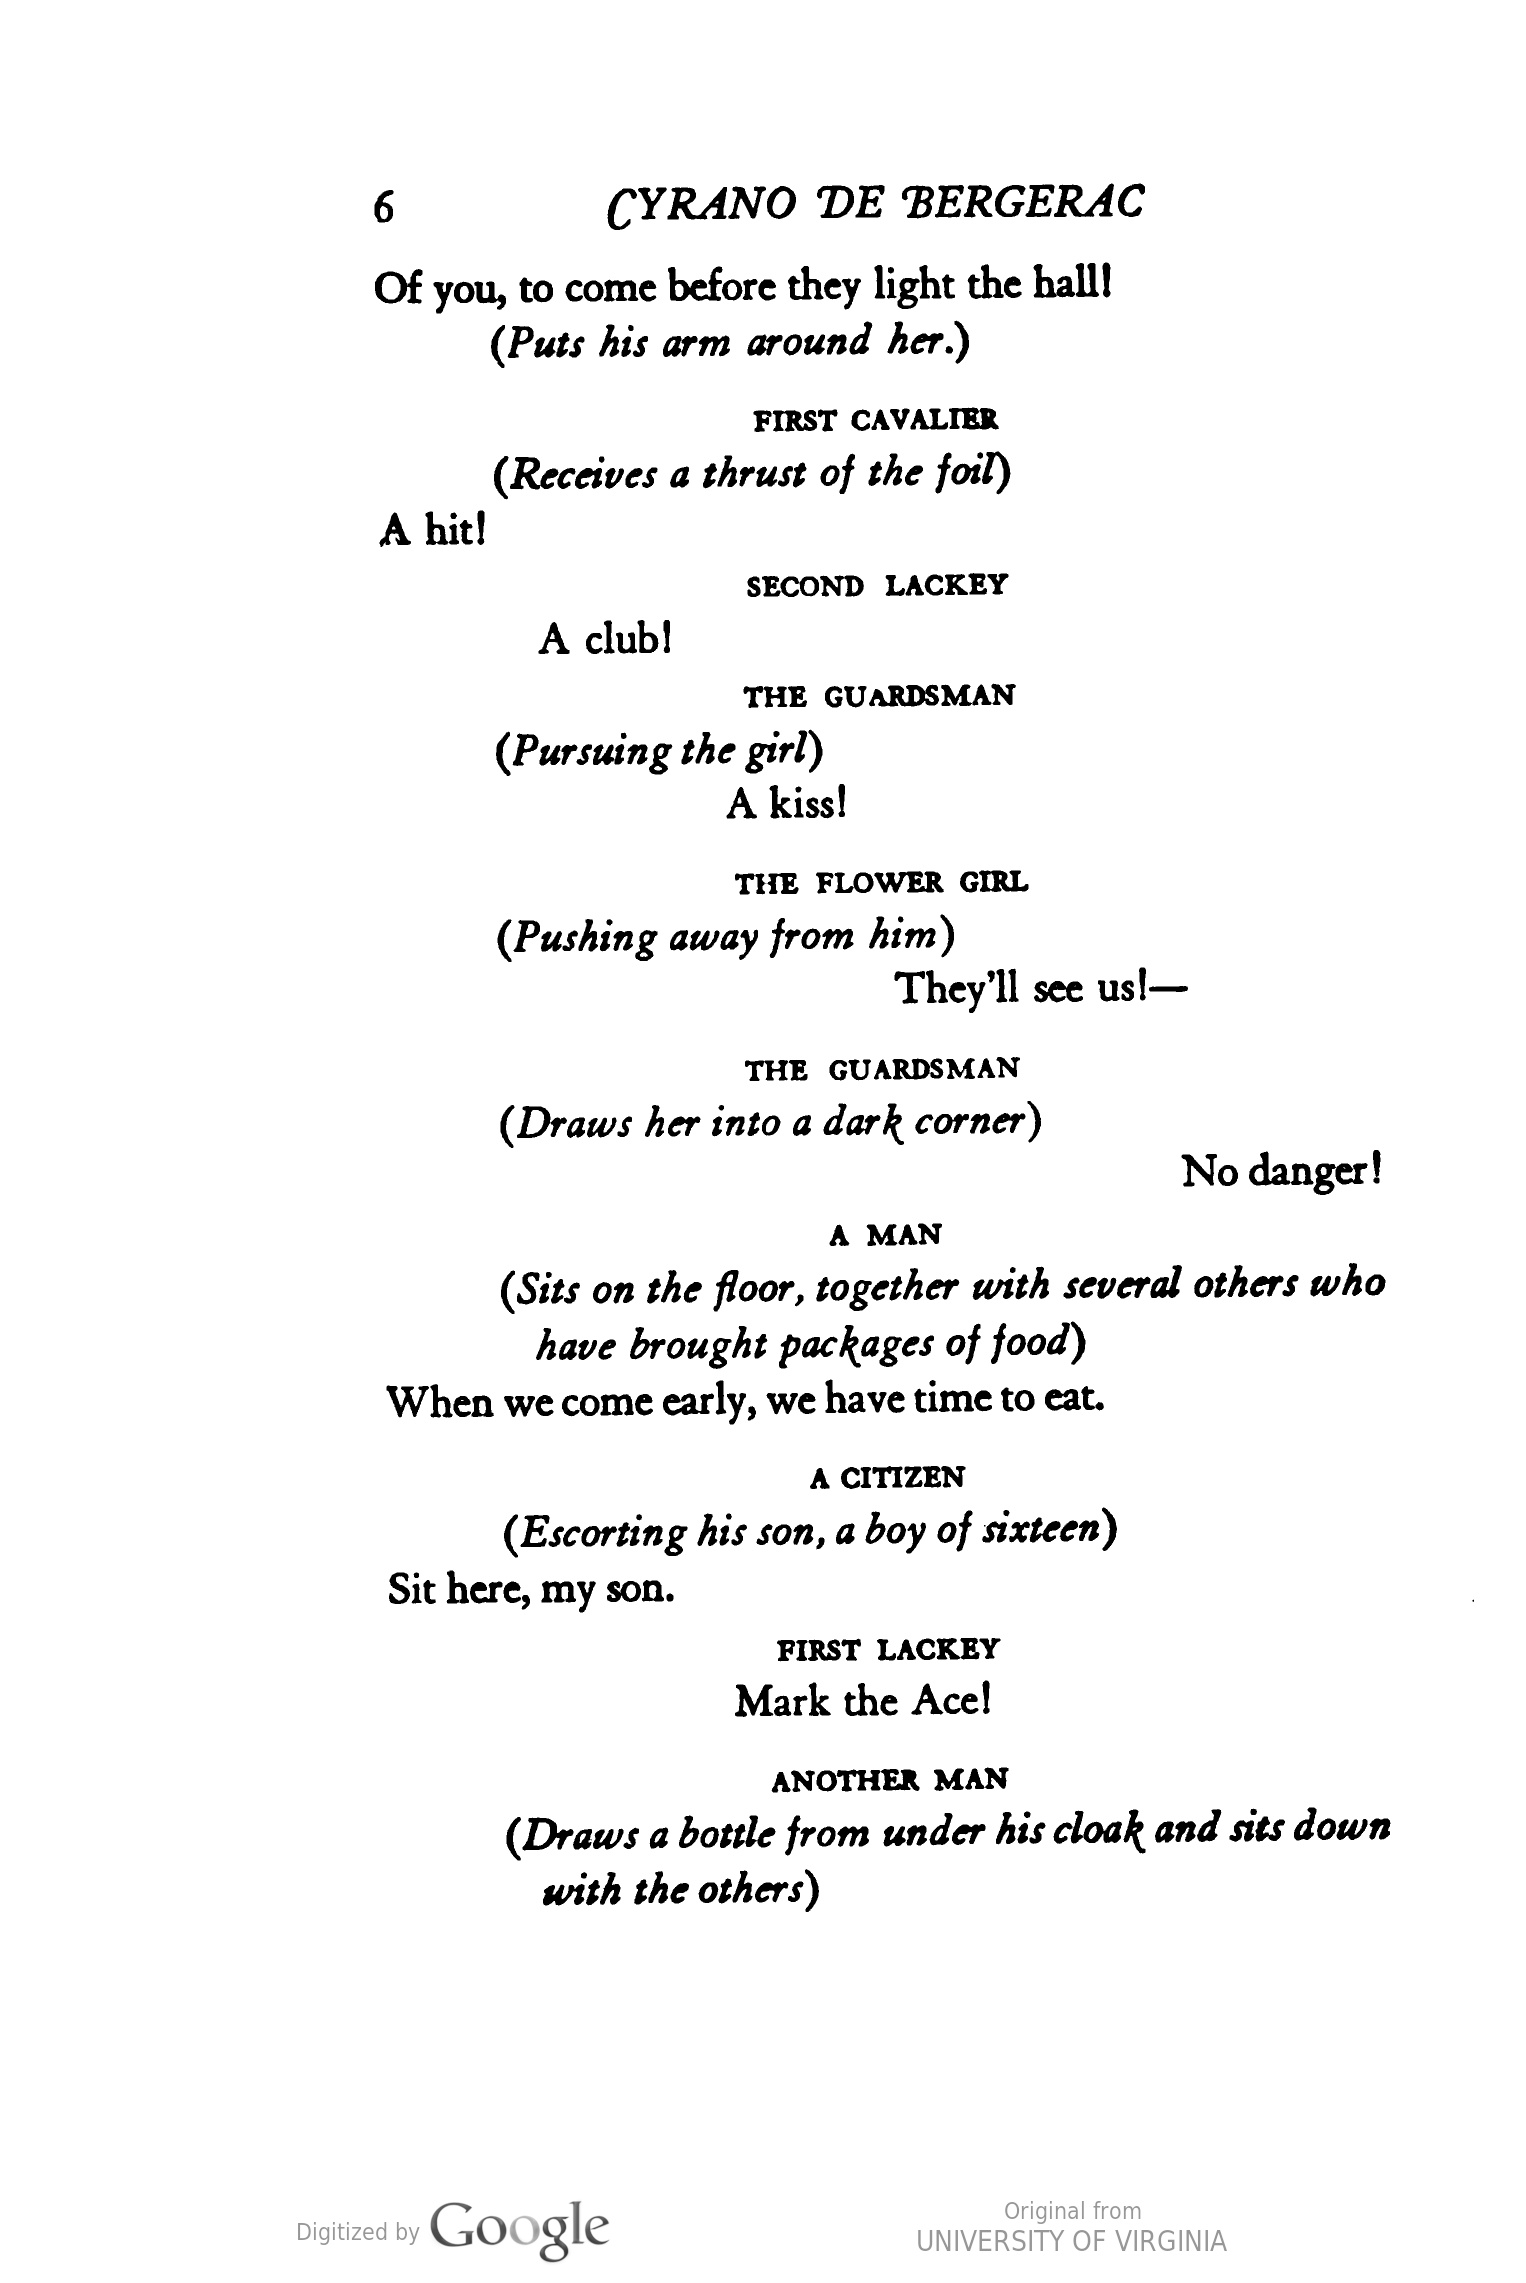 6 CYRANO DE BERGERAC
Of you, to come before they light the hall!
(Puts his arm around her.)
FIRST CAVALIER
(Receives a thrust of the foil)
A hit!
SECOND LACKEY
A club!
THE GUARDSMAN
(Pursuing the girl)
A kiss!
THE FLOWER GIRL
(Pushing away from him)
They'll see us!—
THE GUARDSMAN
(Draws her into a dark corner)
No danger!
A MAN
(Sits on the floor, together with several others who
have brought packages of food)
When we come early, we have time to eat.
A CITIZEN
(Escorting his son, a boy of sixteen)
Sit here, my son.
FIRST LACKEY
Mark the Ace!
ANOTHER MAN
(Draws a bottle from under his cloak and sits down
with the others)
Digitized by Google
Original from
UNIVERSITY OF VIRGINIA